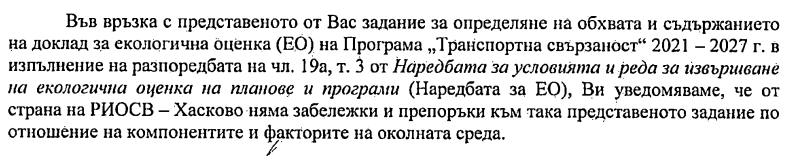 Във връзка с представеното от Вас задание за определяне на обхвата и съдържанието
на доклад за екологична оценка (ЕО) на Програма „Транспортна свързаност“ 2021 – 2027 г. в
изпълнение на разпоредбата на чл. 19а, т. 3 от Наредбата за условията и реда за извършване
на екологична оценка на планове и програми (Наредбата за ЕО), Ви уведомяваме, че от
страна на РИОСВ – Хасково няма забележки и препоръки към така представеното задание по
отношение на компонентите и факторите на околната среда.